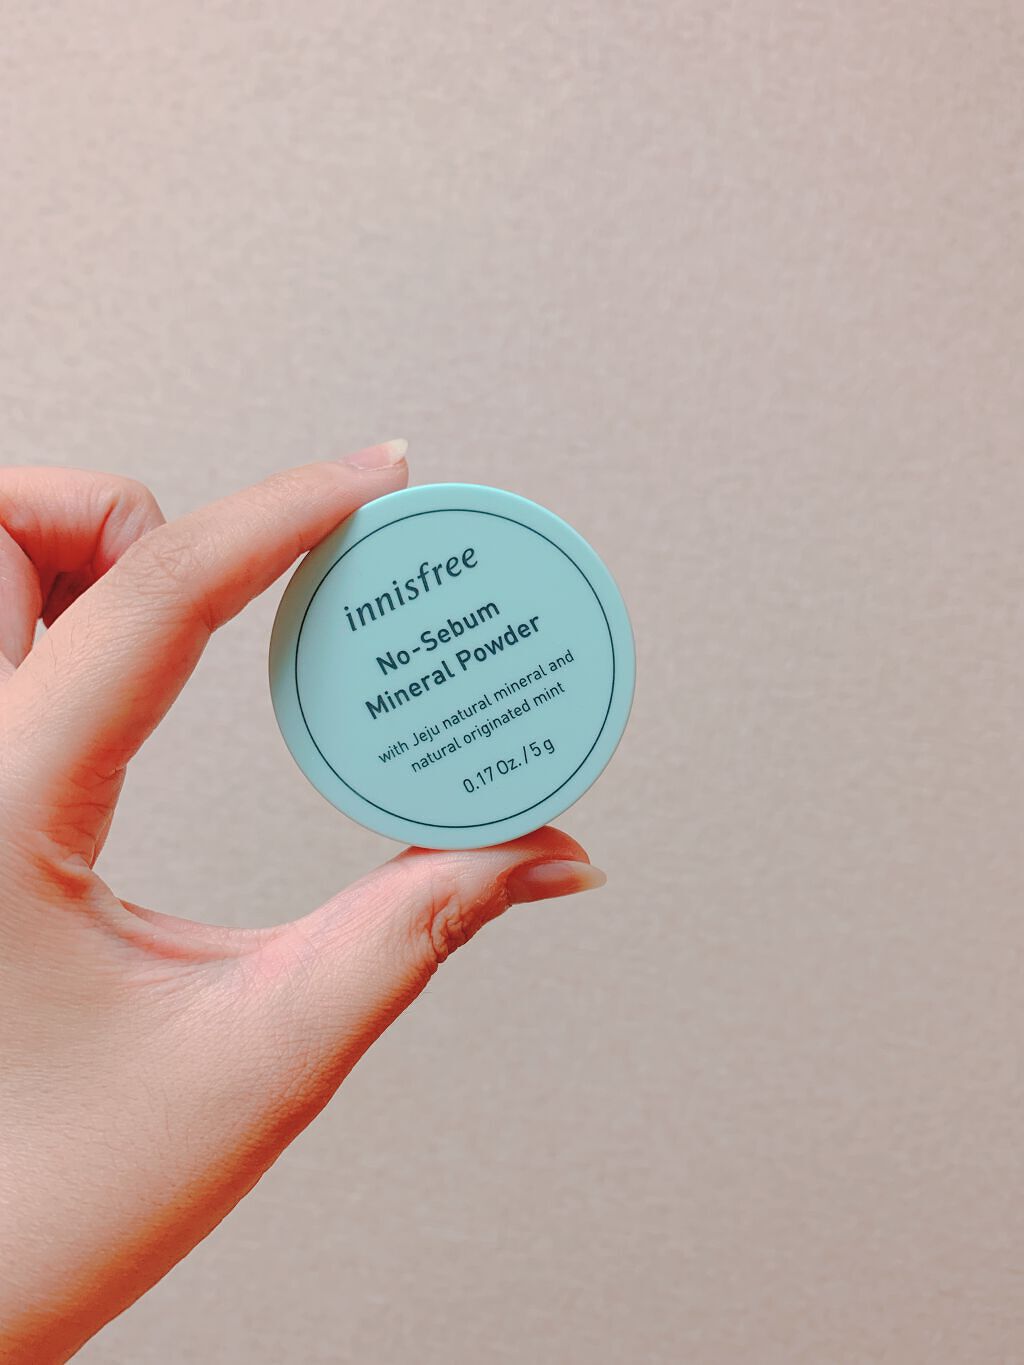 innisfree
No-Sebum
Mineral Powder
with Jeju natural mineral and
natural originated mint
0.17 Oz. / 5 g